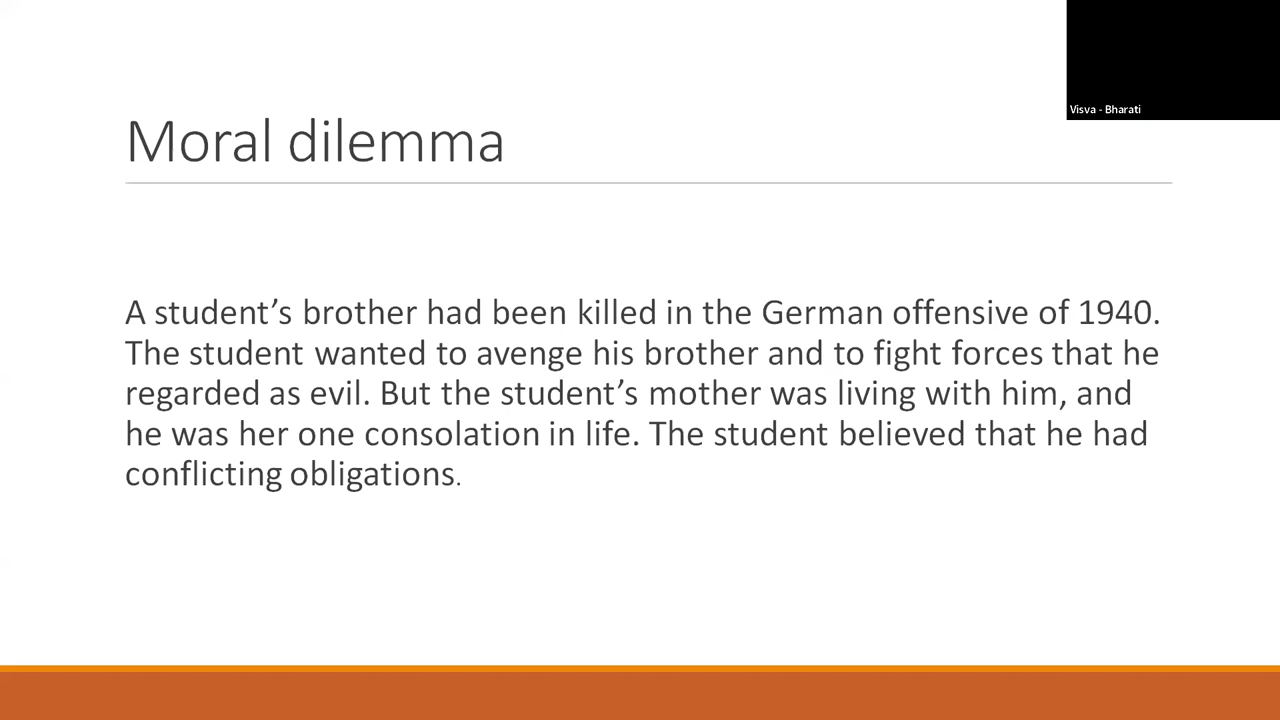 Visva - Bharati
Moral dilemma
A student’s brother had been killed in the German offensive of 1940.
The student wanted to avenge his brother and to fight forces that he
regarded as evil. But the student’s mother was living with him, and
he was her one consolation in life. The student believed that he had
conflicting obligations.